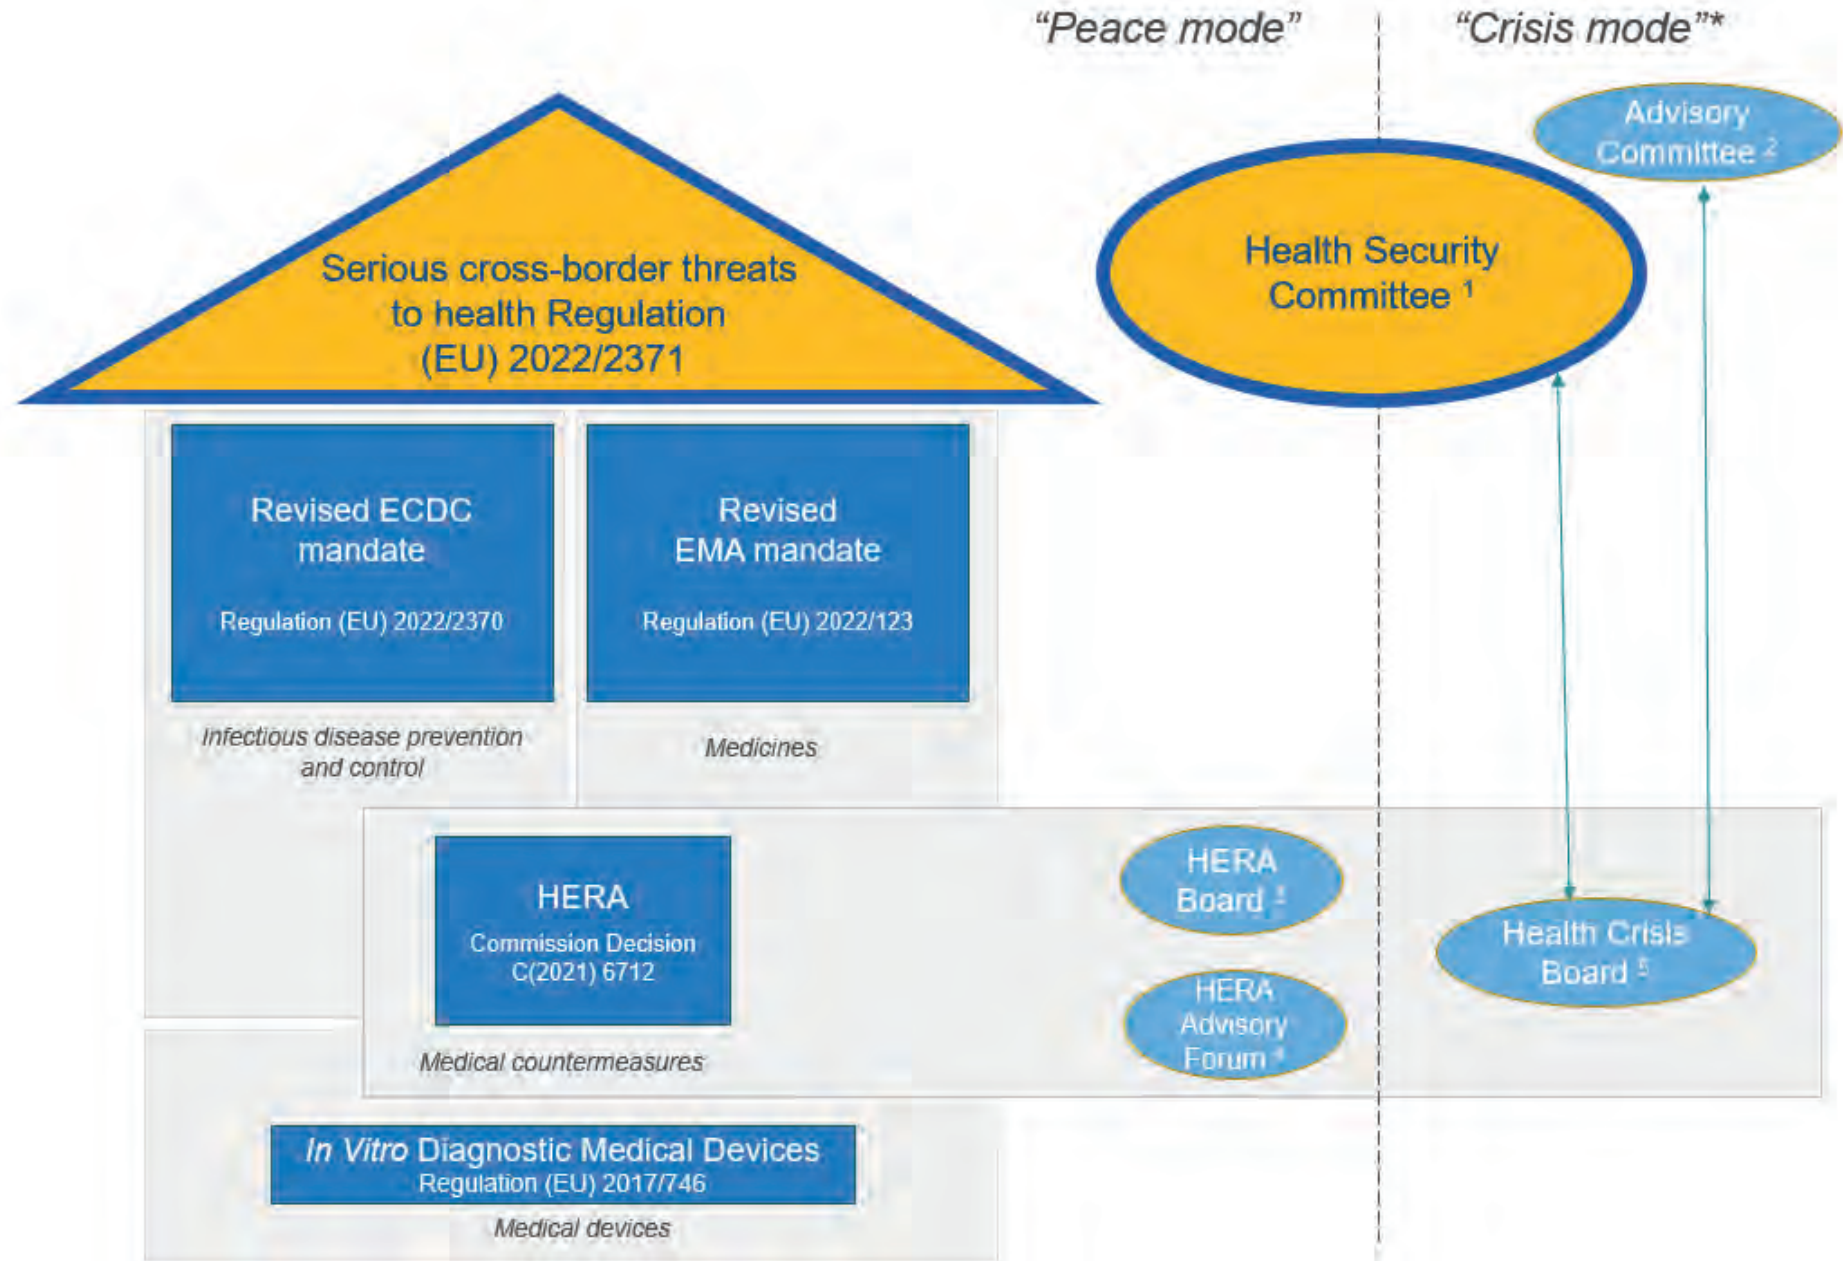 “Peace mode”
“Crisis mode”*
Advisory
Committee 2
Health Security
Committee 1
Serious cross-border threats
to health Regulation
(EU) 2022/2371
Revised ECDC
mandate
Regulation (EU) 2022/2370
Revised
EMA mandate
Regulation (EU) 2022/123
Infectious disease prevention
and control
Medicines
HERA
Commission Decision
C(2021) 6712
Medical countermeasures
HERA
Board
HERA
Advisory
Forum
Health Crisis
Board 5
In Vitro Diagnostic Medical Devices
Regulation (EU) 2017/746
Medical devices